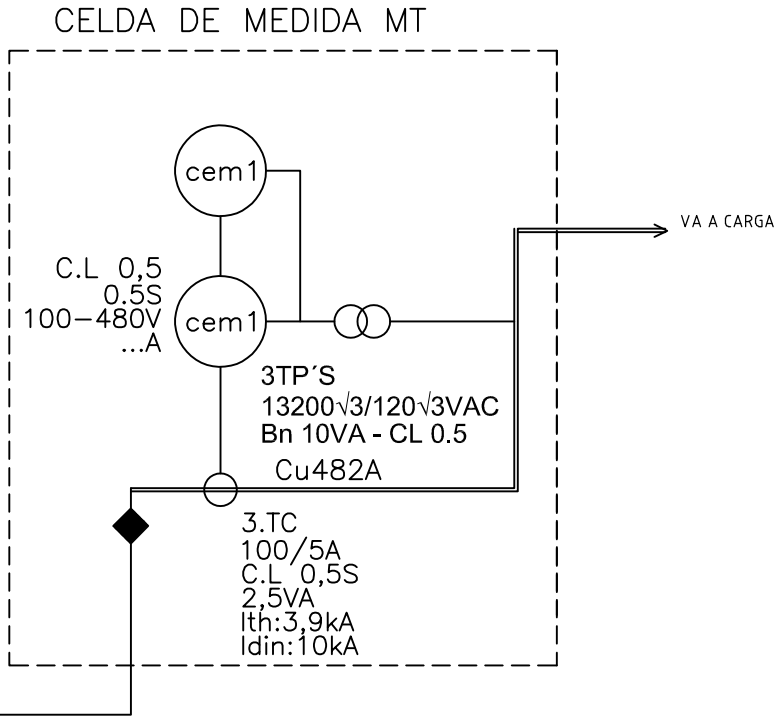 CELDA DE MEDIDA MT
cem1
VA A CARGA
C.L 0,5
0.5S
100-480V
...A
cem1
3TP´S
13200√3/120√3VAC
Bn 10VA - CL 0.5
Cu482A
3.TC
100/5A
C.L 0,5S
2,5VA
Ith:3,9kA
Idin:10kA